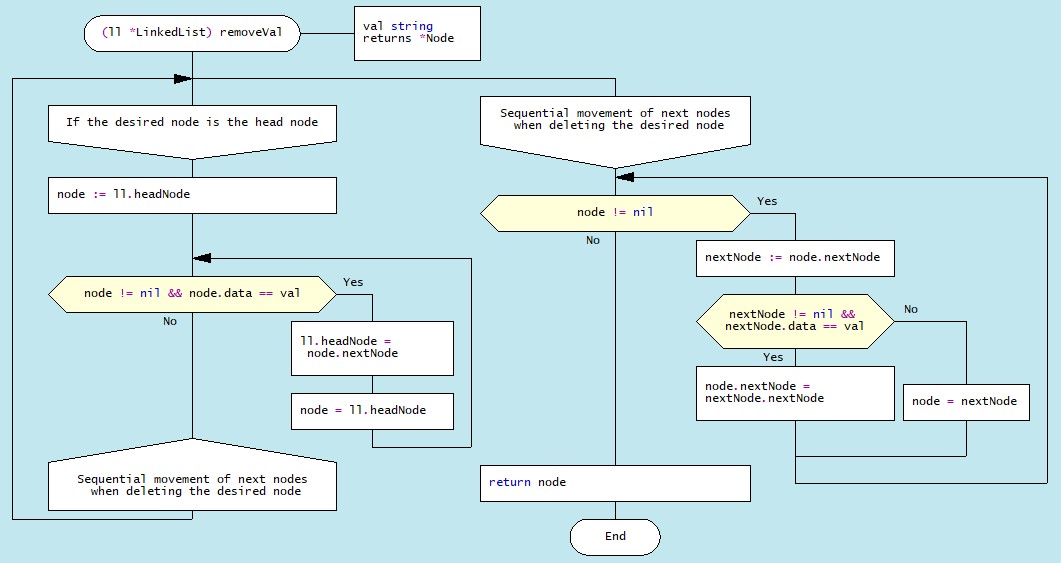 (ll *LinkedList) removeVal
val string
returns *Node
If the desired node is the head node
node := ll.headNode
node != nil && node.data == val
Yes
No
ll.headNode =
node.nextNode
node = ll.headNode
Sequential movement of next nodes
when deleting the desired node
Sequential movement of next nodes
when deleting the desired node
node != nil
Yes
No
nextNode := node.nextNode
nextNode != nil &&
nextNode.data == val
No
Yes
node.nextNode =
nextNode.nextNode
node = nextNode
return node
End